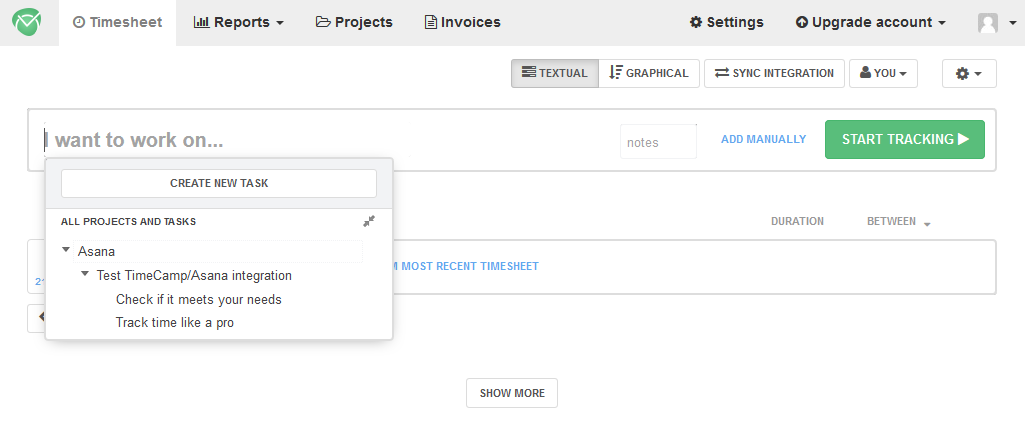 Timesheet Reports Projects Invoices Settings Upgrade account
TEXTUAL GRAPHICAL SYNC INTEGRATION YOU
I want to work on... notes ADD MANUALLY START TRACKING
CREATE NEW TASK
ALL PROJECTS AND TASKS DURATION BETWEEN
Asana
MOST RECENT TIMESHEET
Test TimeCamp/Asana integration
Check if it meets your needs
Track time like a pro
SHOW MORE